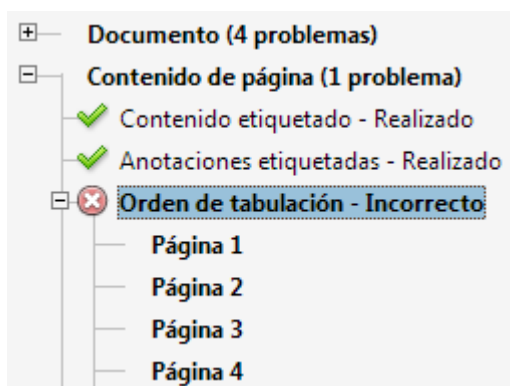 Documento (4 problemas)
Contenido de página (1 problema)
Contenido etiquetado - Realizado
Anotaciones etiquetadas - Realizado
Orden de tabulación - Incorrecto
Página 1
Página 2
Página 3
Página 4